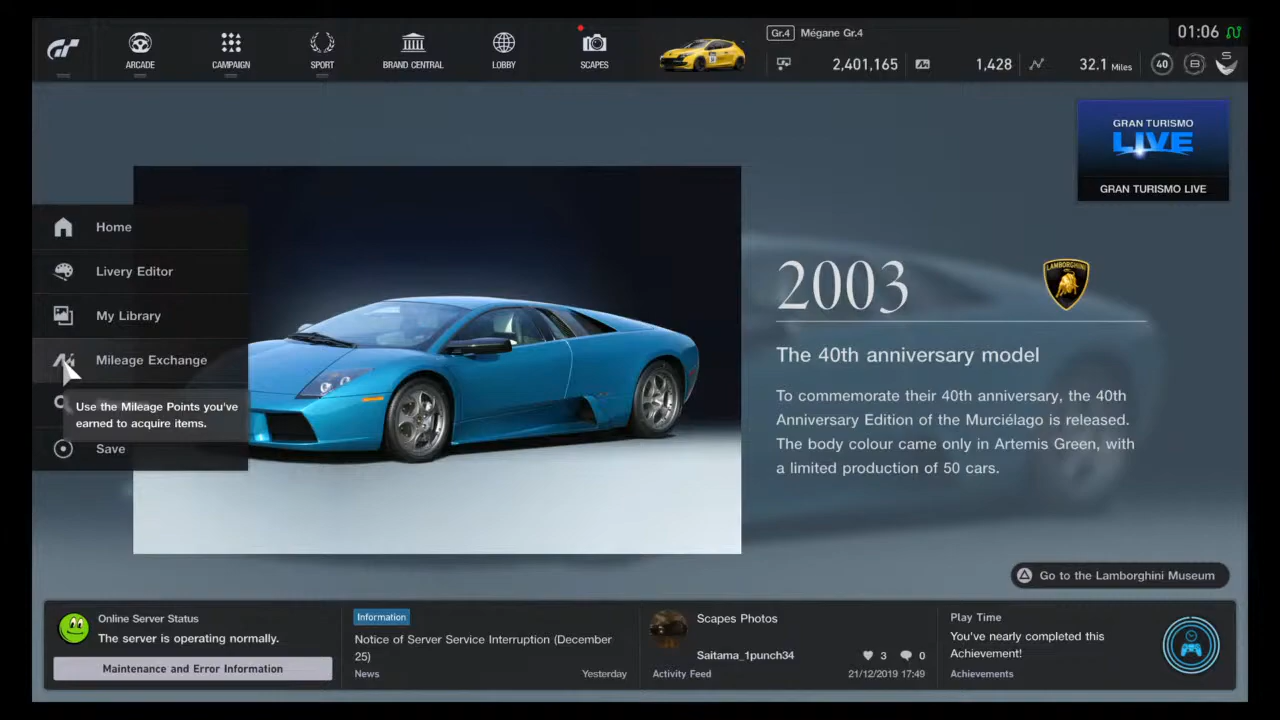 GT
ARCADE
CAMPAIGN
SPORT
BRAND CENTRAL
LOBBY
SCAPES
Gr.4 Mégane Gr.4
2,401,165
1,428
32.1 Miles
40
B
S
01:06
GRAN TURISMO
LIVE
GRAN TURISMO LIVE
Home
Livery Editor
My Library
Mileage Exchange
Use the Mileage Points you've
earned to acquire items.
Save
2003
LAMBORGHINI
The 40th anniversary model
To commemorate their 40th anniversary, the 40th
Anniversary Edition of the Murciélago is released.
The body colour came only in Artemis Green, with
a limited production of 50 cars.
Go to the Lamborghini Museum
Online Server Status
The server is operating normally.
Maintenance and Error Information
Information
Notice of Server Service Interruption (December
25)
News
Yesterday
Scapes Photos
Saitama_1punch34
3
0
Activity Feed
21/12/2019 17:49
Play Time
You've nearly completed this
Achievement!
Achievements